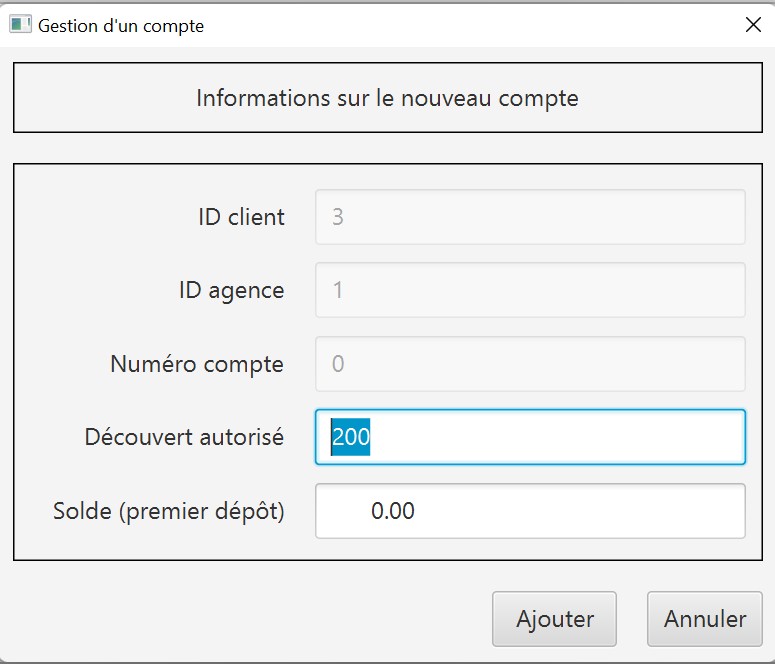 Gestion d'un compte
Informations sur le nouveau compte
ID client 3
ID agence 1
Numéro compte 0
Découvert autorisé 200
Solde (premier dépôt) 0.00
Ajouter Annuler